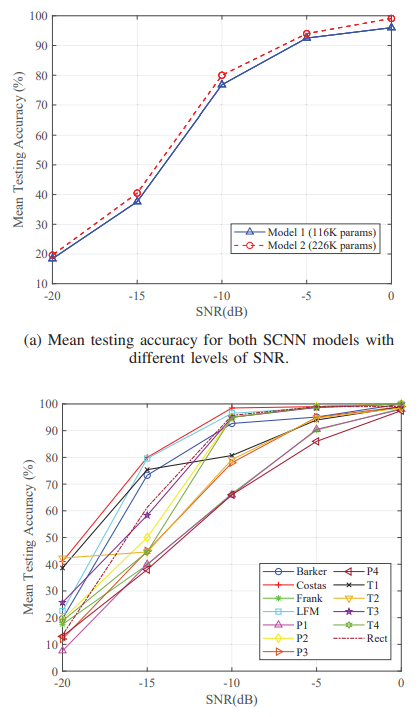 100
90
80
70
60
50
40
30
20
10
-20
-15
-10
-5
0
Mean Testing Accuracy (%)
SNR(dB)
Model 1 (116K params)
Model 2 (226K params)
(a) Mean testing accuracy for both SCNN models with
different levels of SNR.
100
90
80
70
60
50
40
30
20
10
0
-20
-15
-10
-5
0
Mean Testing Accuracy (%)
SNR(dB)
Barker
Costas
Frank
LFM
P1
P2
P3
P4
T1
T2
T3
T4
Rect